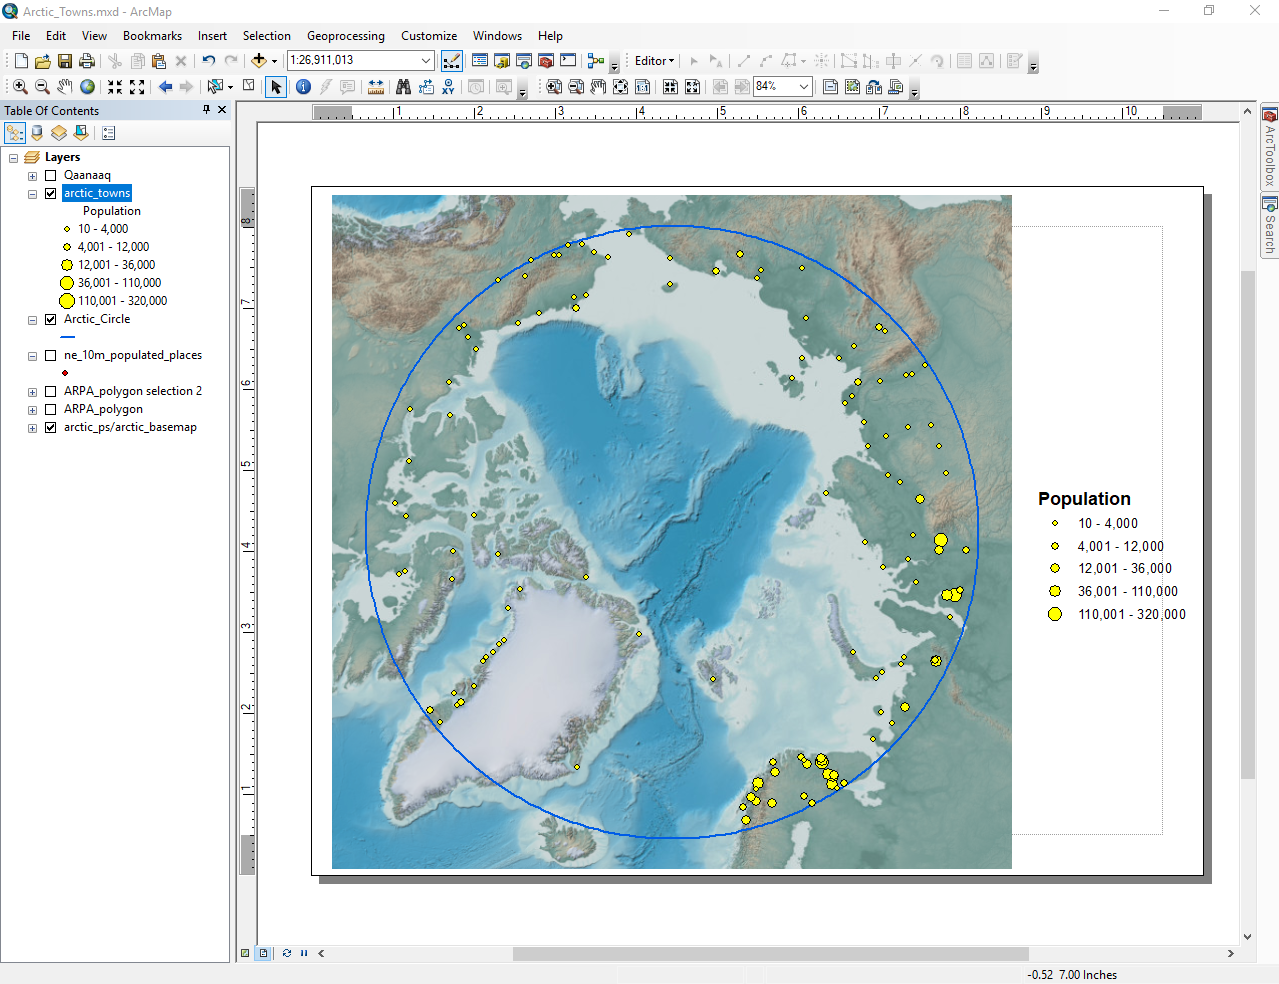 Arctic_Towns.mxd - ArcMap
File Edit View Bookmarks Insert Selection Geoprocessing Customize Windows Help
1:26,911,013
Editor
84%
Table Of Contents
Layers
Qaanaaq
arctic_towns
Population
10 - 4,000
4,001 - 12,000
12,001 - 36,000
36,001 - 110,000
110,001 - 320,000
Arctic_Circle
ne_10m_populated_places
ARPA_polygon selection 2
ARPA_polygon
arctic_ps/arctic_basemap
1 2 3 4 5 6 7 8 9 10
8
7
6
5
4
3
2
1
Population
10 - 4,000
4,001 - 12,000
12,001 - 36,000
36,001 - 110,000
110,001 - 320,000
ArcToolbox
Search
-0.52 7.00 Inches